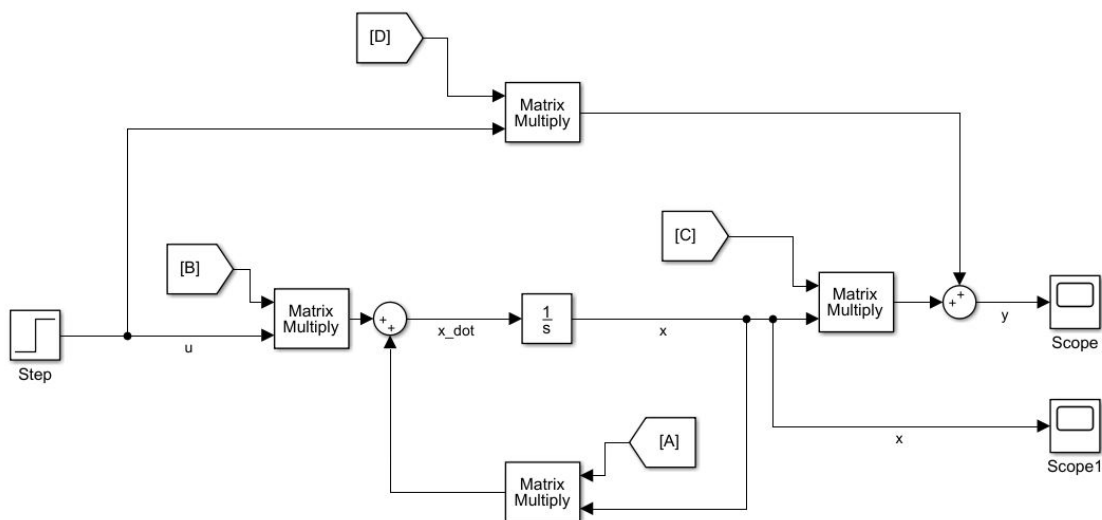 [D]
Matrix
Multiply
[B]
[C]
Matrix
Multiply
+
+
x_dot
1
s
x
Matrix
Multiply
+
+
y
Scope
Step
u
[A]
x
Scope1
Matrix
Multiply